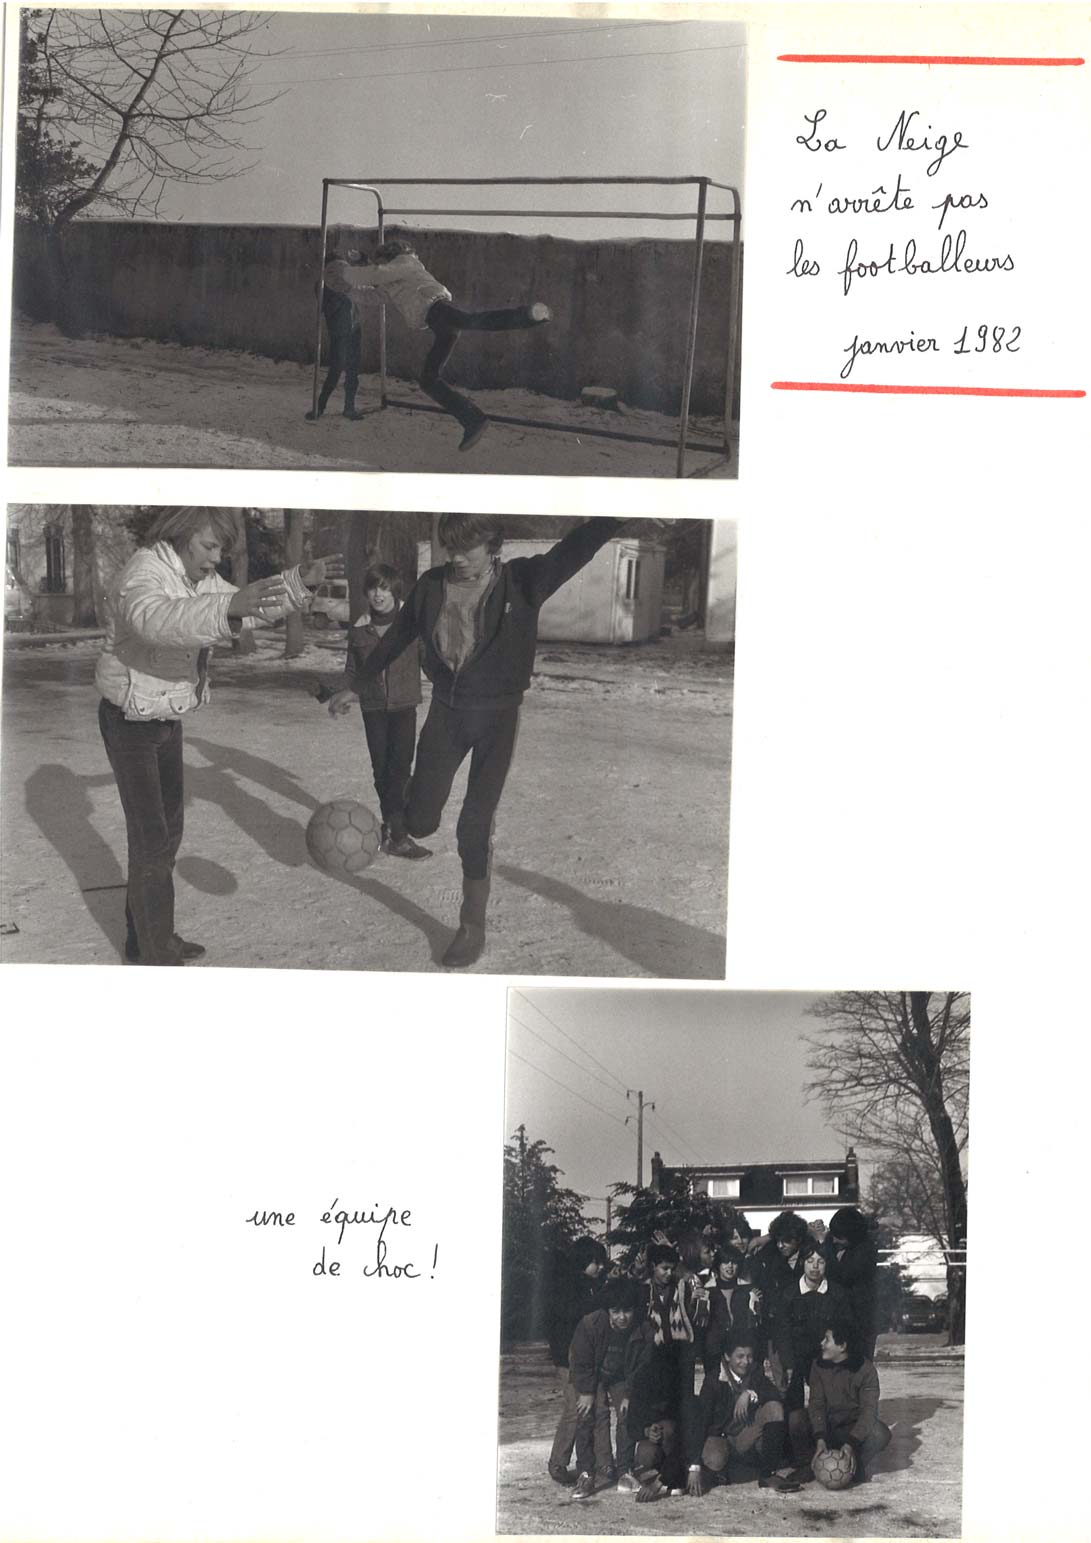 La Neige
n'arrête pas
les footballeurs
janvier 1982
une équipe
de choc!